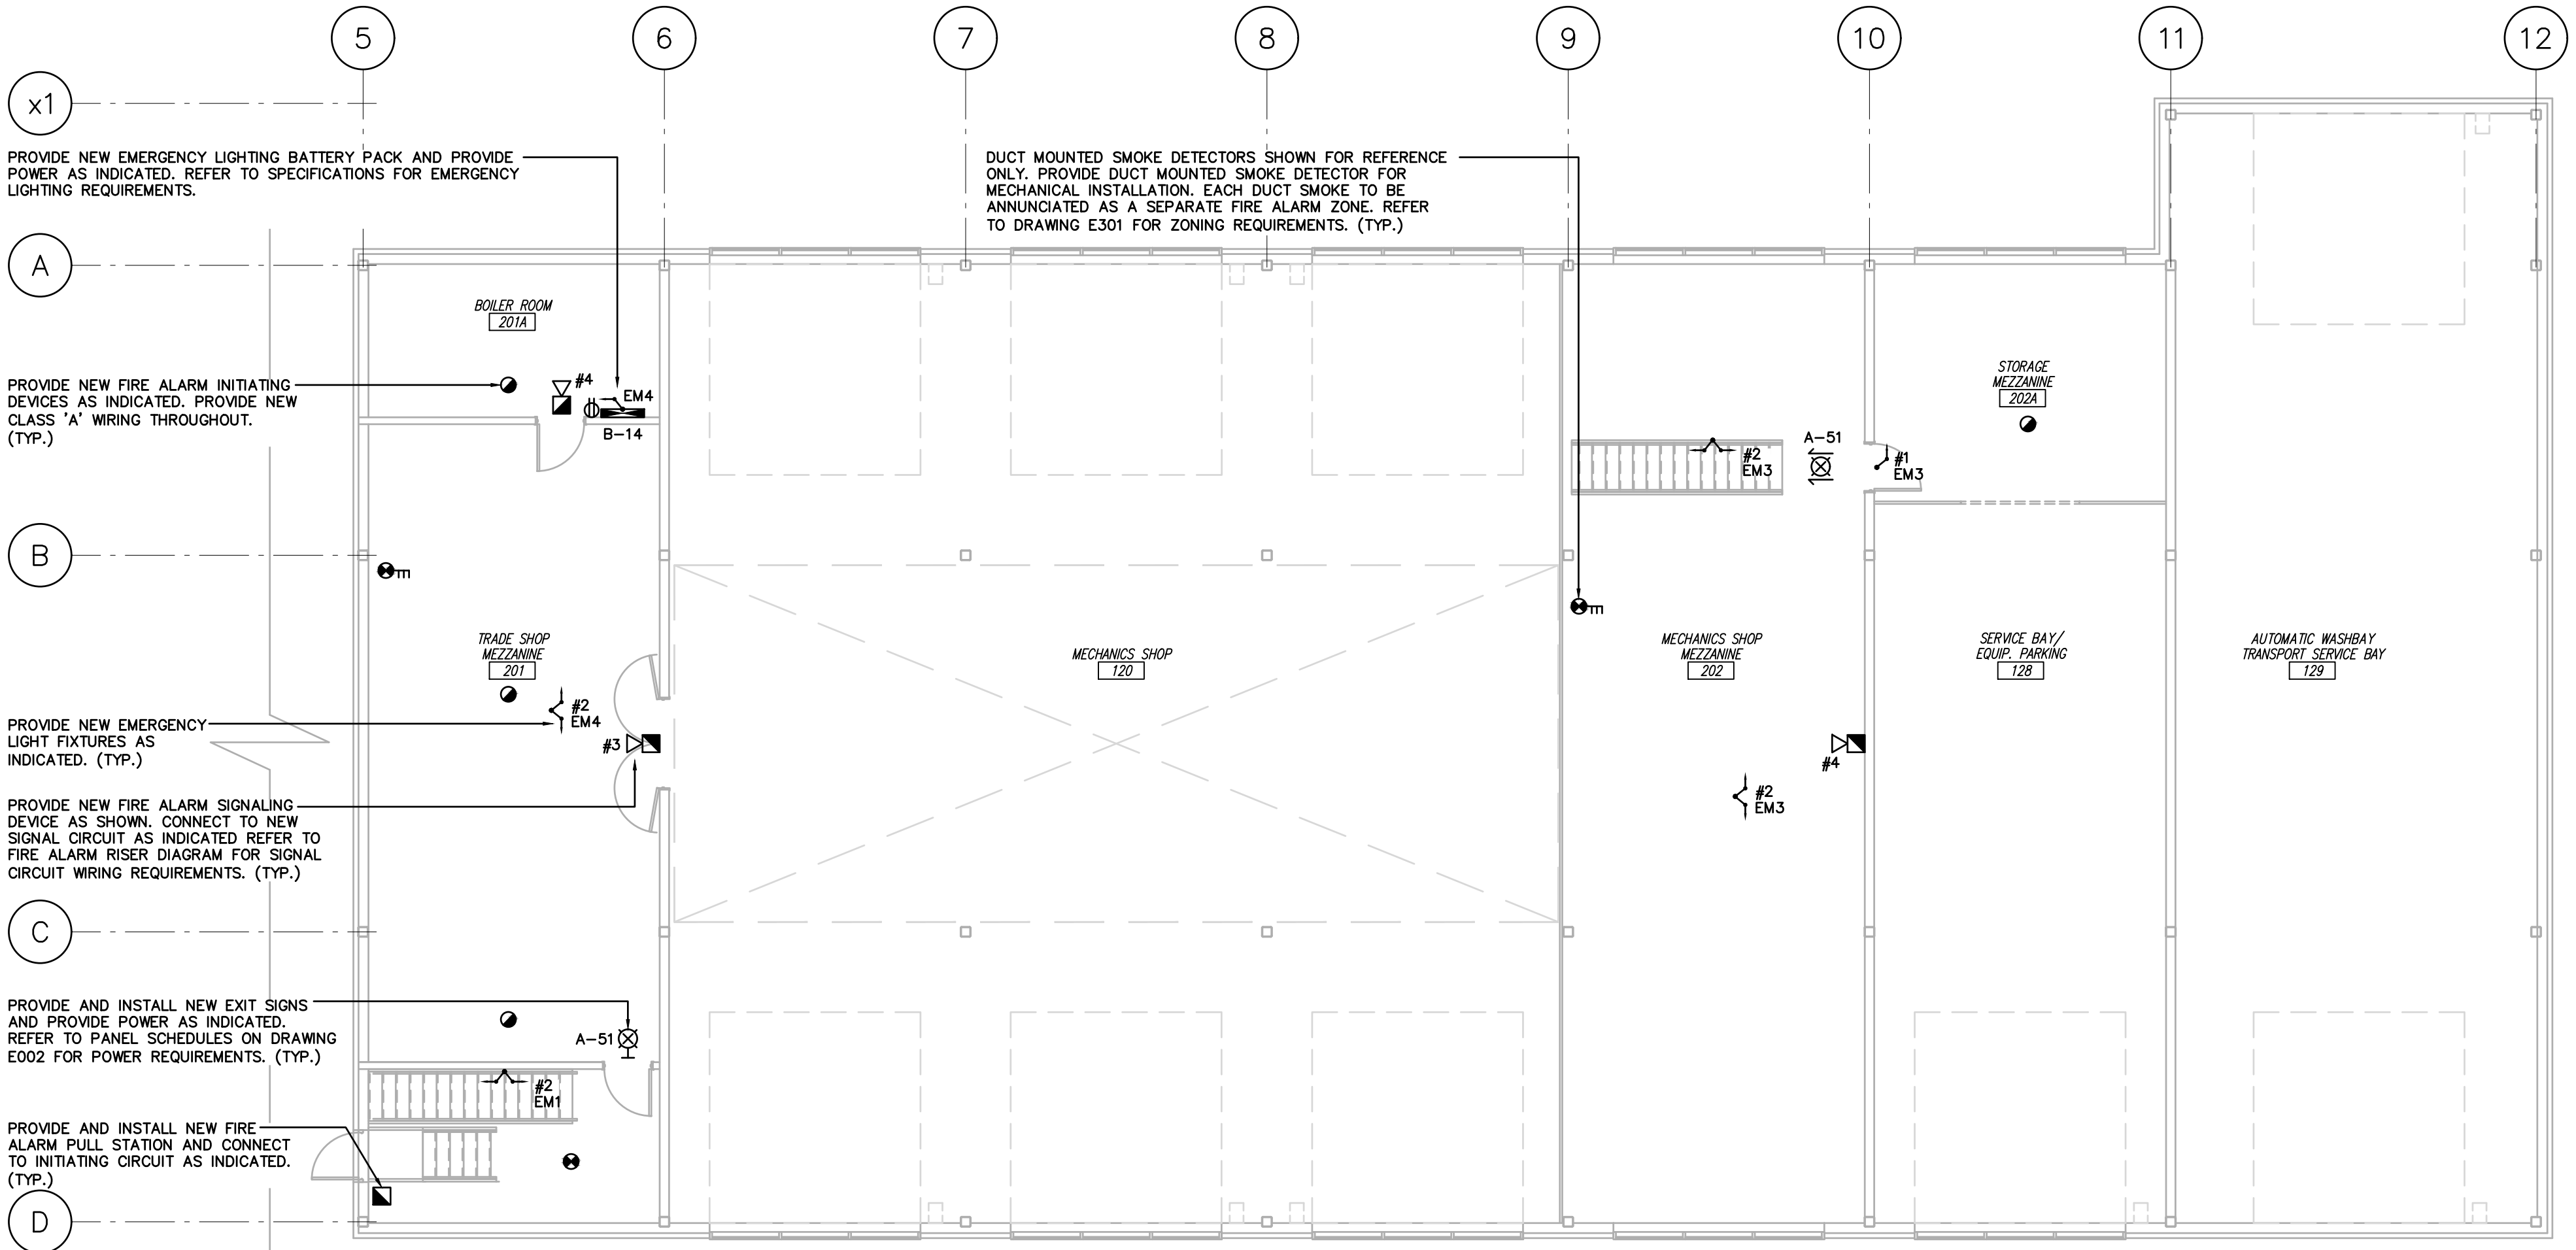 5
6
7
8
9
10
11
12
x1
PROVIDE NEW EMERGENCY LIGHTING BATTERY PACK AND PROVIDE
POWER AS INDICATED. REFER TO SPECIFICATIONS FOR EMERGENCY
LIGHTING REQUIREMENTS.
DUCT MOUNTED SMOKE DETECTORS SHOWN FOR REFERENCE
ONLY. PROVIDE DUCT MOUNTED SMOKE DETECTOR FOR
MECHANICAL INSTALLATION. EACH DUCT SMOKE TO BE
ANNUNCIATED AS A SEPARATE FIRE ALARM ZONE. REFER
TO DRAWING E301 FOR ZONING REQUIREMENTS. (TYP.)
A
BOILER ROOM
201A
PROVIDE NEW FIRE ALARM INITIATING
DEVICES AS INDICATED. PROVIDE NEW
CLASS 'A' WIRING THROUGHOUT.
(TYP.)
#4
EM4
B-14
STORAGE
MEZZANINE
202A
#2
EM3
A-51
#1
EM3
B
TRADE SHOP
MEZZANINE
201
MECHANICS SHOP
120
MECHANICS SHOP
MEZZANINE
202
SERVICE BAY/
EQUIP. PARKING
128
AUTOMATIC WASHBAY
TRANSPORT SERVICE BAY
129
PROVIDE NEW EMERGENCY
LIGHT FIXTURES AS
INDICATED. (TYP.)
#2
EM4
#3
#4
#2
EM3
PROVIDE NEW FIRE ALARM SIGNALING
DEVICE AS SHOWN. CONNECT TO NEW
SIGNAL CIRCUIT AS INDICATED REFER TO
FIRE ALARM RISER DIAGRAM FOR SIGNAL
CIRCUIT WIRING REQUIREMENTS. (TYP.)
C
PROVIDE AND INSTALL NEW EXIT SIGNS
AND PROVIDE POWER AS INDICATED.
REFER TO PANEL SCHEDULES ON DRAWING
E002 FOR POWER REQUIREMENTS. (TYP.)
A-51
#2
EM1
PROVIDE AND INSTALL NEW FIRE
ALARM PULL STATION AND CONNECT
TO INITIATING CIRCUIT AS INDICATED.
(TYP.)
D